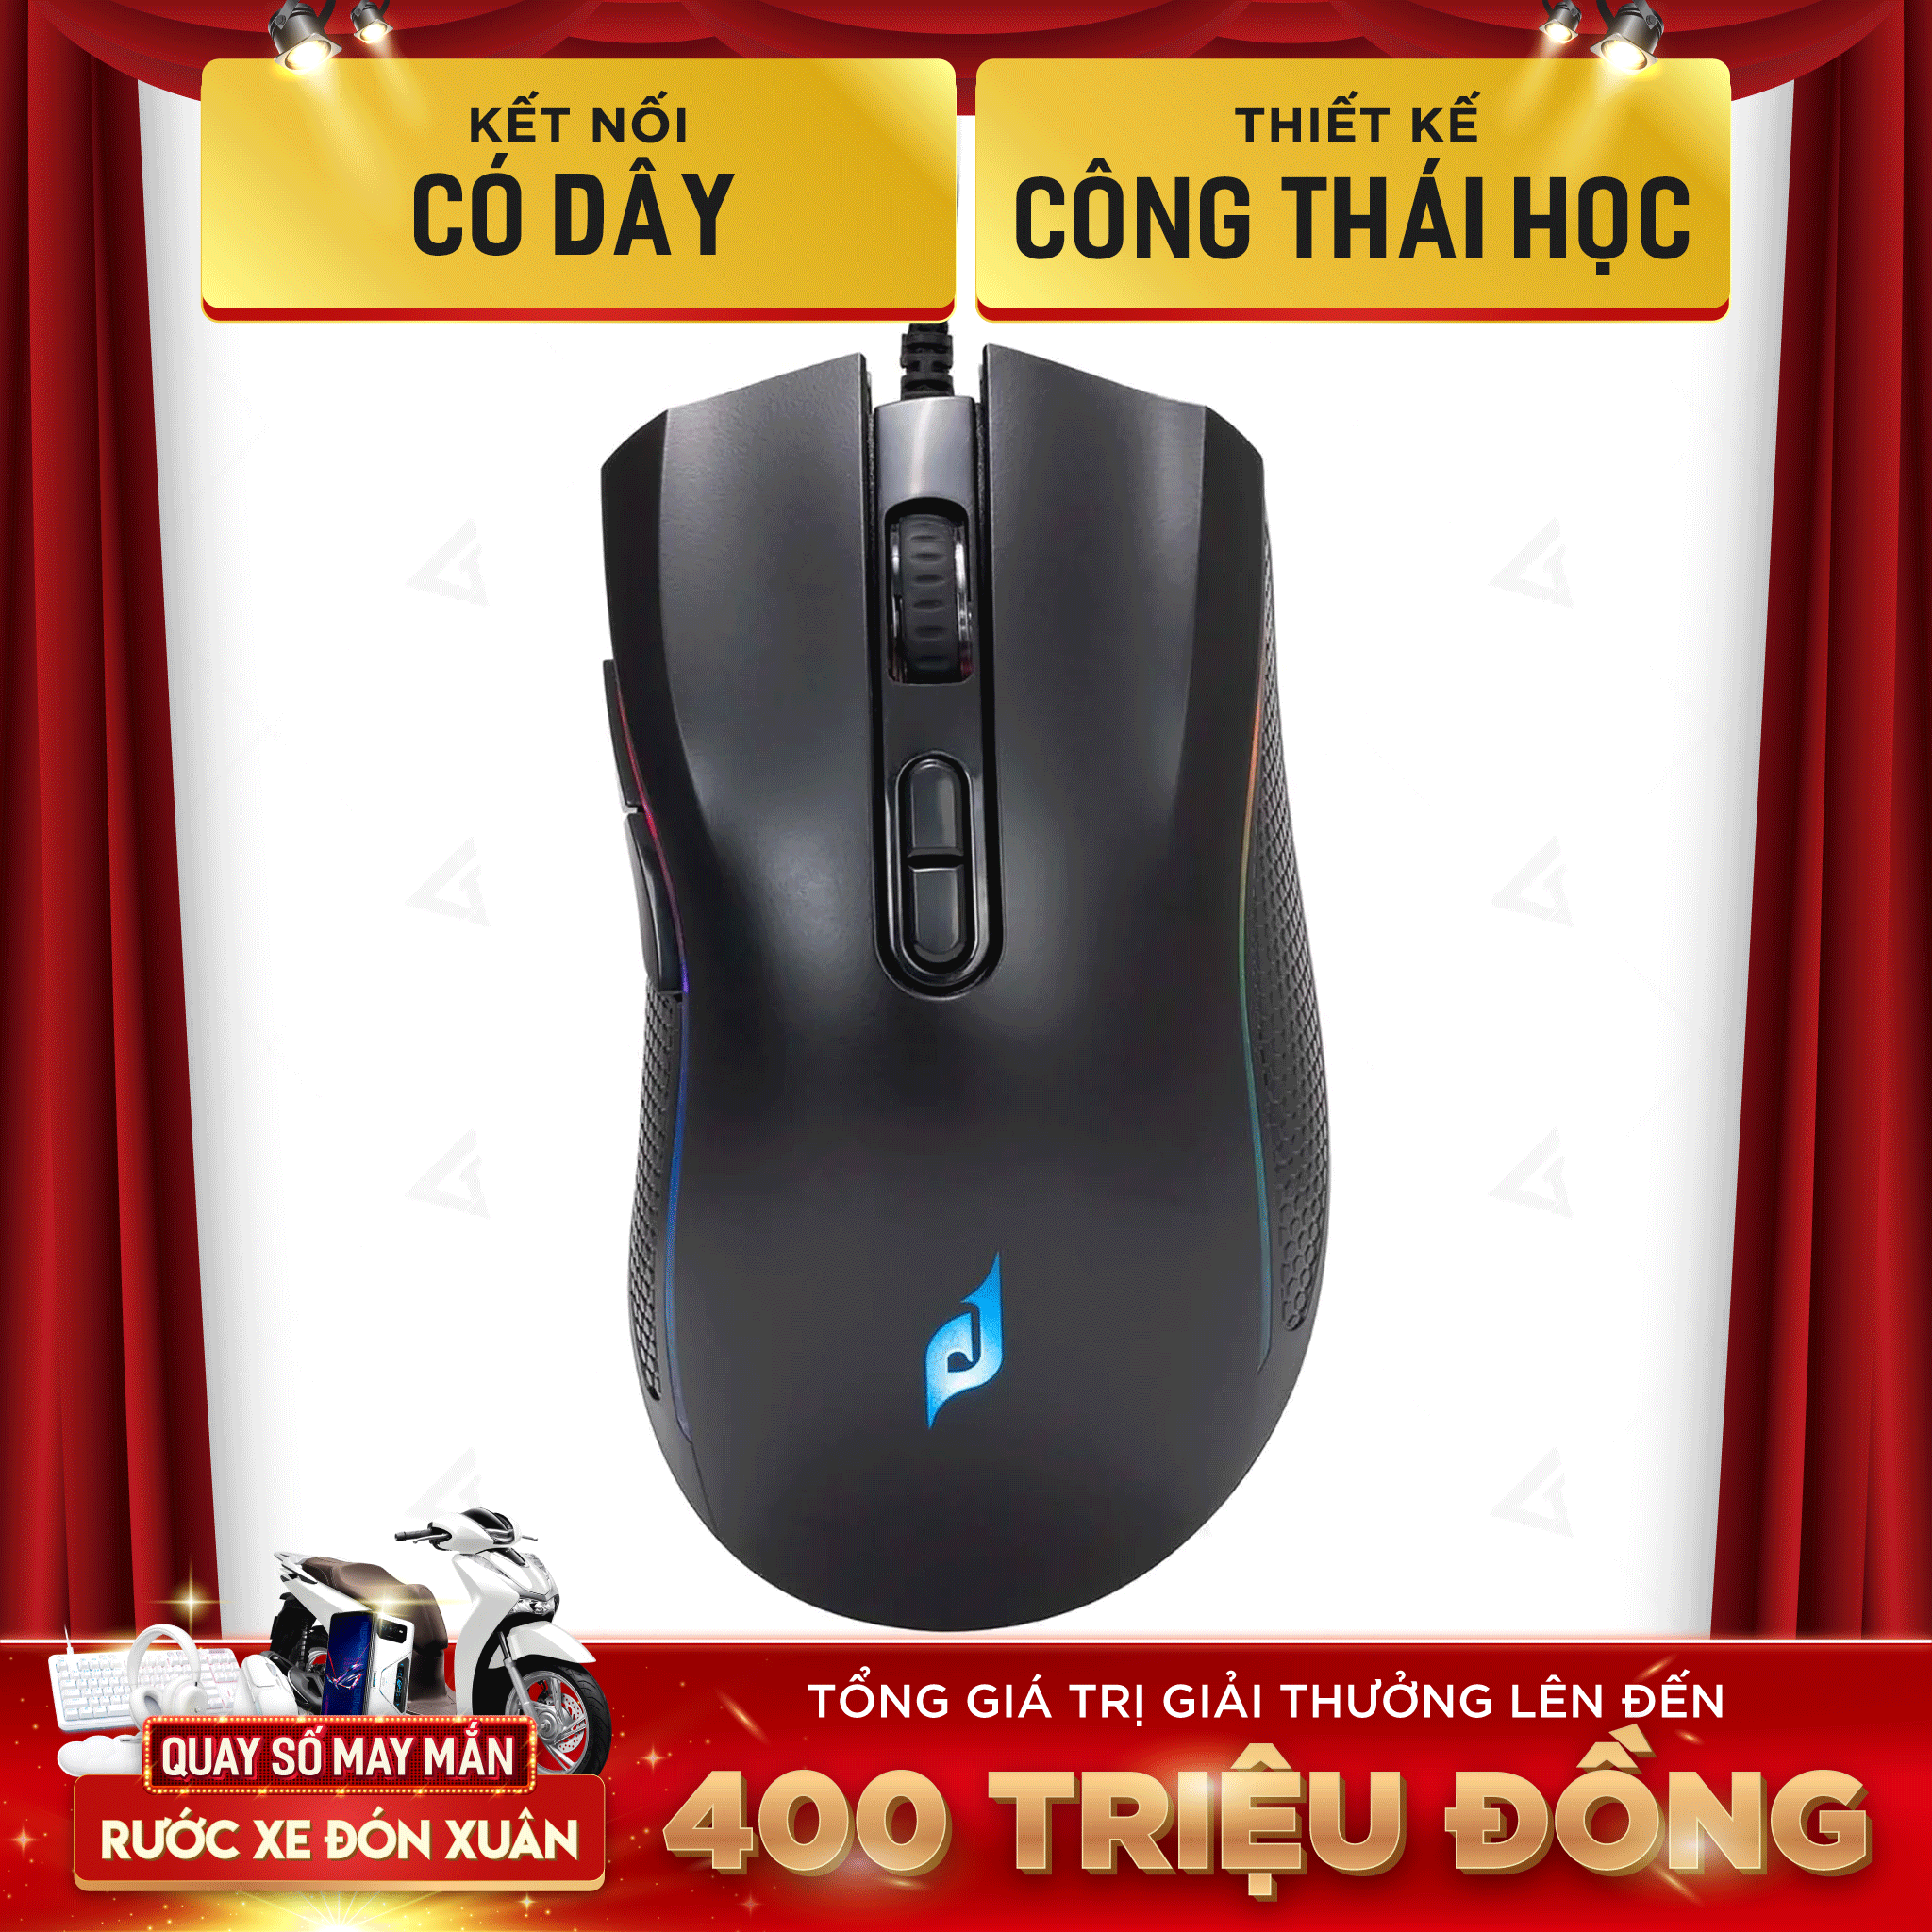 KẾT NỐI
CÓ DÂY
THIẾT KẾ
CÔNG THÁI HỌC
QUAY SỐ MAY MẮN
RƯỚC XE ĐÓN XUÂN
TỔNG GIÁ TRỊ GIẢI THƯỞNG LÊN ĐẾN
400 TRIỆU ĐỒNG